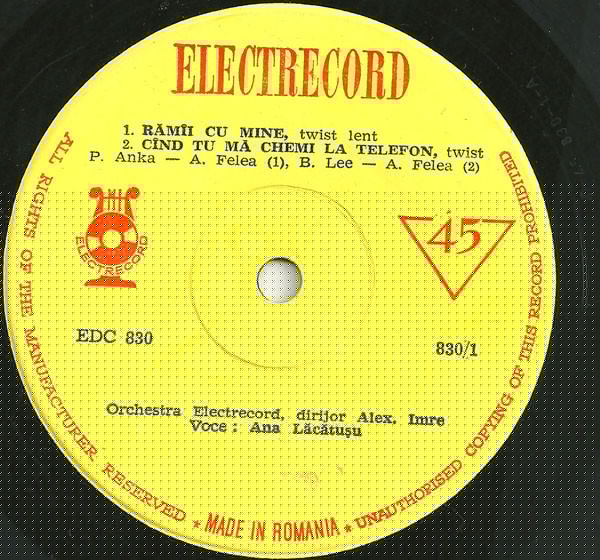 ELECTRECORD
1. RĂMÎI CU MINE, twist lent
2. CÎND TU MĂ CHEMI LA TELEFON, twist
P. Anka — A. Felea (1), B. Lee — A. Felea (2)
ELECTRECORD
45
EDC 830
830/1
Orchestra Electrecord, dirijor Alex. Imre
Voce : Ana Lăcătușu
ALL RIGHTS OF THE MANUFACTURER RESERVED * MADE IN ROMANIA * UNAUTHORISED COPYING OF THIS RECORD PROHIBITED